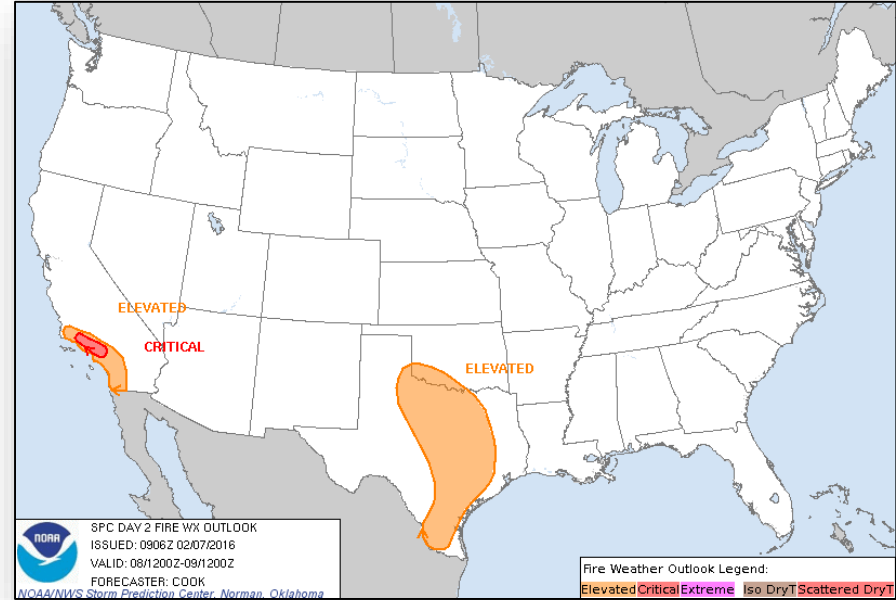 ELEVATED
CRITICAL
ELEVATED
NOAA
SPC DAY 2 FIRE WX OUTLOOK
ISSUED: 0906Z 02/07/2016
VALID: 08/1200Z-09/1200Z
FORECASTER: COOK
NOAA/NWS Storm Prediction Center, Norman, Oklahoma
Fire Weather Outlook Legend:
Elevated Critical Extreme Iso DryT Scattered DryT